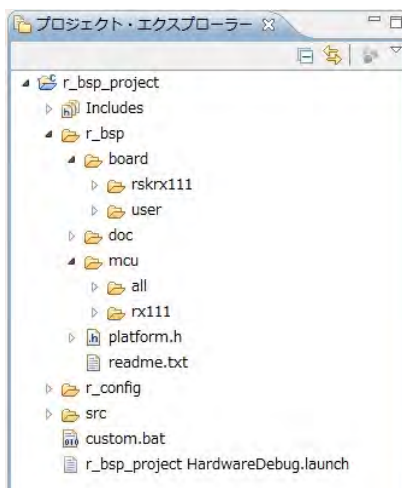 プロジェクト・エクスプローラー
r_bsp_project
Includes
r_bsp
board
rskrx111
user
doc
mcu
all
rx111
platform.h
readme.txt
r_config
src
custom.bat
r_bsp_project HardwareDebug.launch